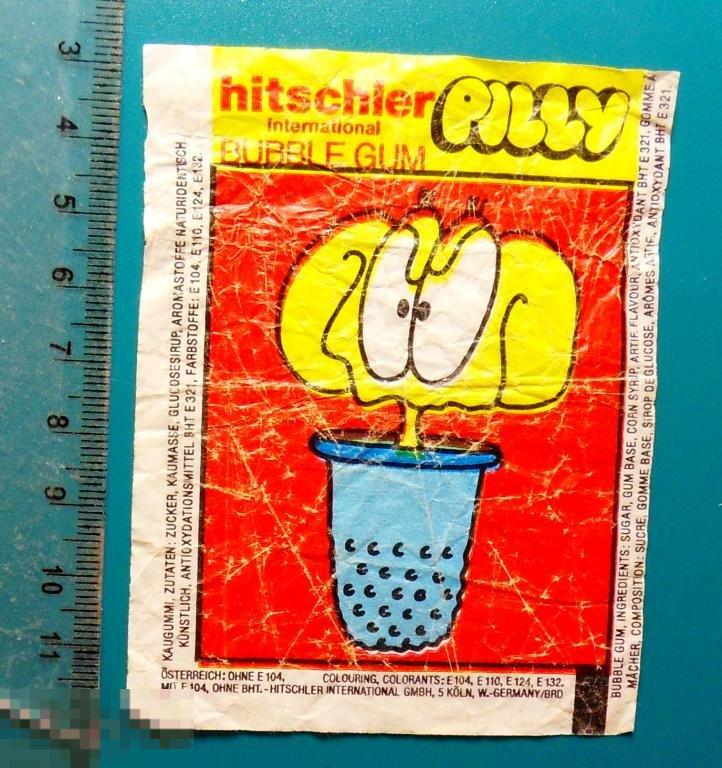 hitschler
international
BUBBLE GUM
PILLY
KAUGUMMI, ZUTATEN: ZUCKER, KAUMASSE, GLUCOSESIRUP, AROMASTOFFE NATURIDENTISCH
KÜNSTLICH, ANTIOXYDATIONSMITTEL BHT E 321, FARBSTOFFE: E 104, E 110, E 124, E 132.
BUBBLE GUM, INGREDIENTS: SUGAR, GUM BASE, CORN SYRUP, ARTIF. FLAVOUR, ANTIOXYDANT BHT E 321. GOMME À
MÂCHER, COMPOSITION: SUCRE, GOMME BASE, SIROP DE GLUCOSE, ARÔMES ARTIF., ANTIOXYDANT BHT E 321.
ÖSTERREICH: OHNE E 104, COLOURING, COLORANTS: E 104, E 110, E 124, E 132.
MIT E 104, OHNE BHT. - HITSCHLER INTERNATIONAL GMBH, 5 KÖLN, W.-GERMANY/BRD
3
4
5
6
7
8
9
10
11